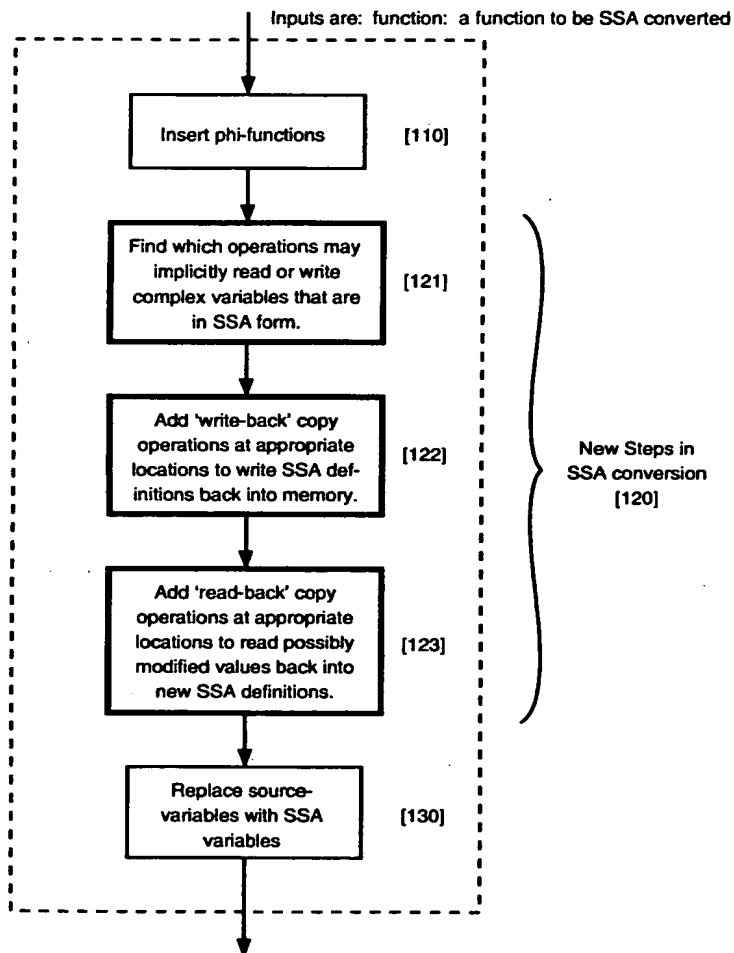 Inputs are: function: a function to be SSA converted
Insert phi-functions
[110]
Find which operations may
implicitly read or write
complex variables that are
in SSA form.
[121]
Add 'write-back' copy
operations at appropriate
locations to write SSA def-
initions back into memory.
[122]
New Steps in
SSA conversion
[120]
Add 'read-back' copy
operations at appropriate
locations to read possibly
modified values back into
new SSA definitions.
[123]
Replace source-
variables with SSA
variables
[130]